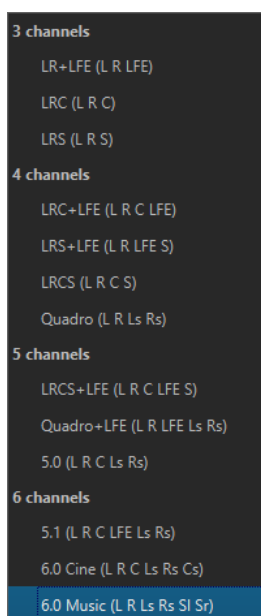 3 channels
LR+LFE (L R LFE)
LRC (L R C)
LRS (L R S)
4 channels
LRC+LFE (L R C LFE)
LRS+LFE (L R LFE S)
LRCS (L R C S)
Quadro (L R Ls Rs)
5 channels
LRCS+LFE (L R C LFE S)
Quadro+LFE (L R LFE Ls Rs)
5.0 (L R C Ls Rs)
6 channels
5.1 (L R C LFE Ls Rs)
6.0 Cine (L R C Ls Rs Cs)
6.0 Music (L R Ls Rs Sl Sr)